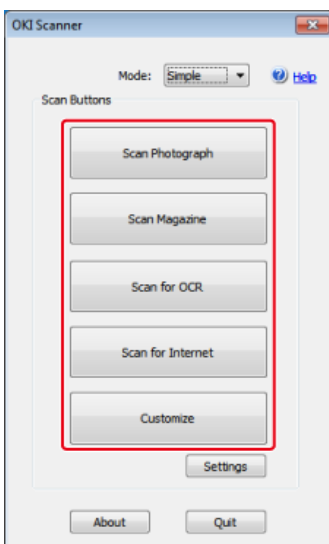 OKI Scanner
Mode: Simple Help
Scan Buttons
Scan Photograph
Scan Magazine
Scan for OCR
Scan for Internet
Customize
Settings
About Quit